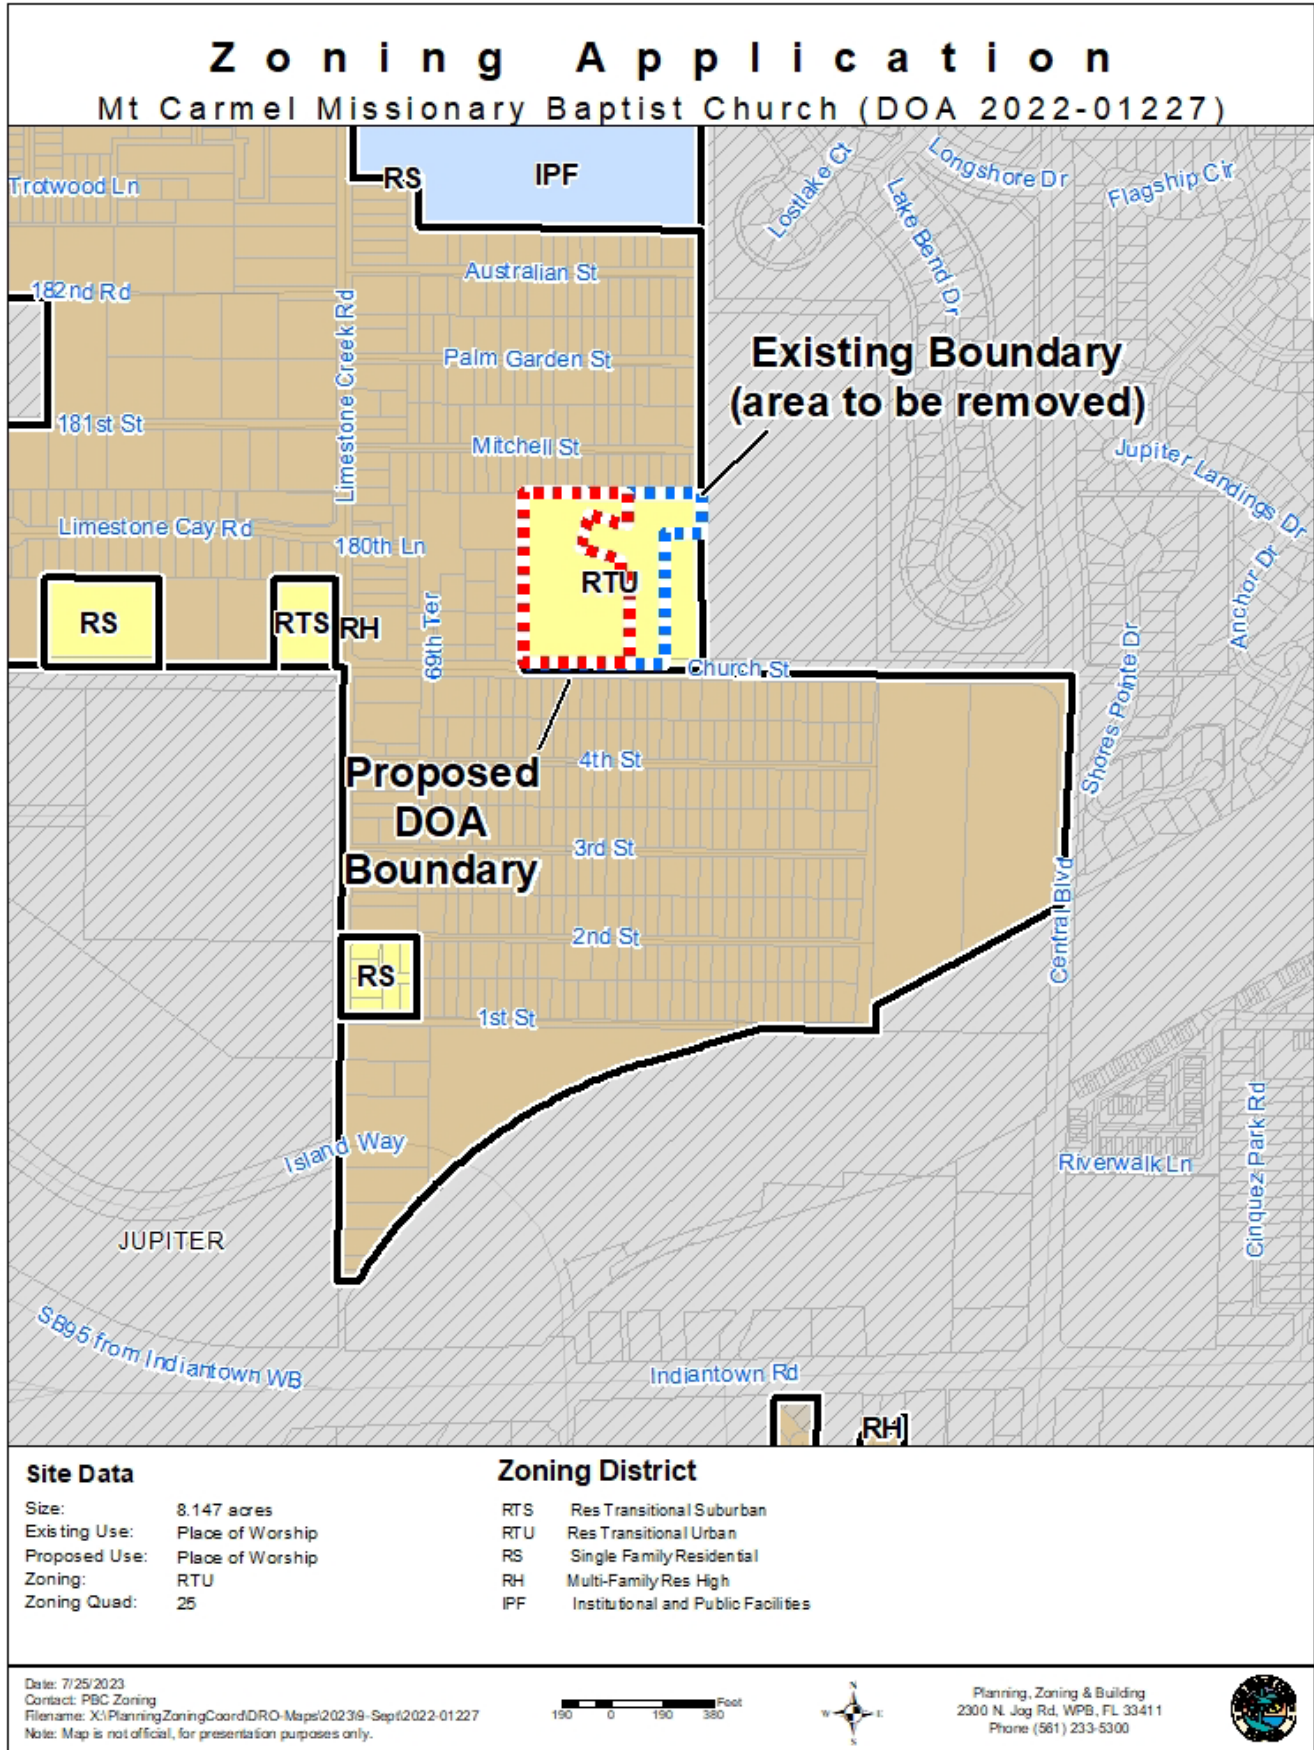 Zoning Application
Mt Carmel Missionary Baptist Church (DOA 2022-01227)
Trotwood Ln
RS
IPF
Lostlake Ct
Longshore Dr
Lake Bend Dr
Flagship Cir
Australian St
182nd Rd
Limestone Creek Rd
Palm Garden St
Existing Boundary
(area to be removed)
181st St
Mitchell St
Jupiter Landings Dr
Limestone Cay Rd
180th Ln
RTU
Anchor Dr
RS
RTS
RH
69th Ter
Church St
Shores Pointe Dr
4th St
Proposed
DOA
Boundary
3rd St
Central Blvd
2nd St
RS
1st St
Island Way
Riverwalk Ln
Cinquez Park Rd
JUPITER
SB95 from Indiantown WB
Indiantown Rd
RH
Site Data
Size: 8.147 acres
Existing Use: Place of Worship
Proposed Use: Place of Worship
Zoning: RTU
Zoning Quad: 25
Zoning District
RTS Res Transitional Suburban
RTU Res Transitional Urban
RS Single Family Residential
RH Multi-Family Res High
IPF Institutional and Public Facilities
Date: 7/25/2023
Contact: PBC Zoning
Filename: X:\PlanningZoningCoord\DRO-Maps\2023\9-Sept\2022-01227
Note: Map is not official, for presentation purposes only.
Feet
190 0 190 380
N
W E
S
Planning, Zoning & Building
2300 N. Jog Rd, WPB, FL 33411
Phone (561) 233-5300